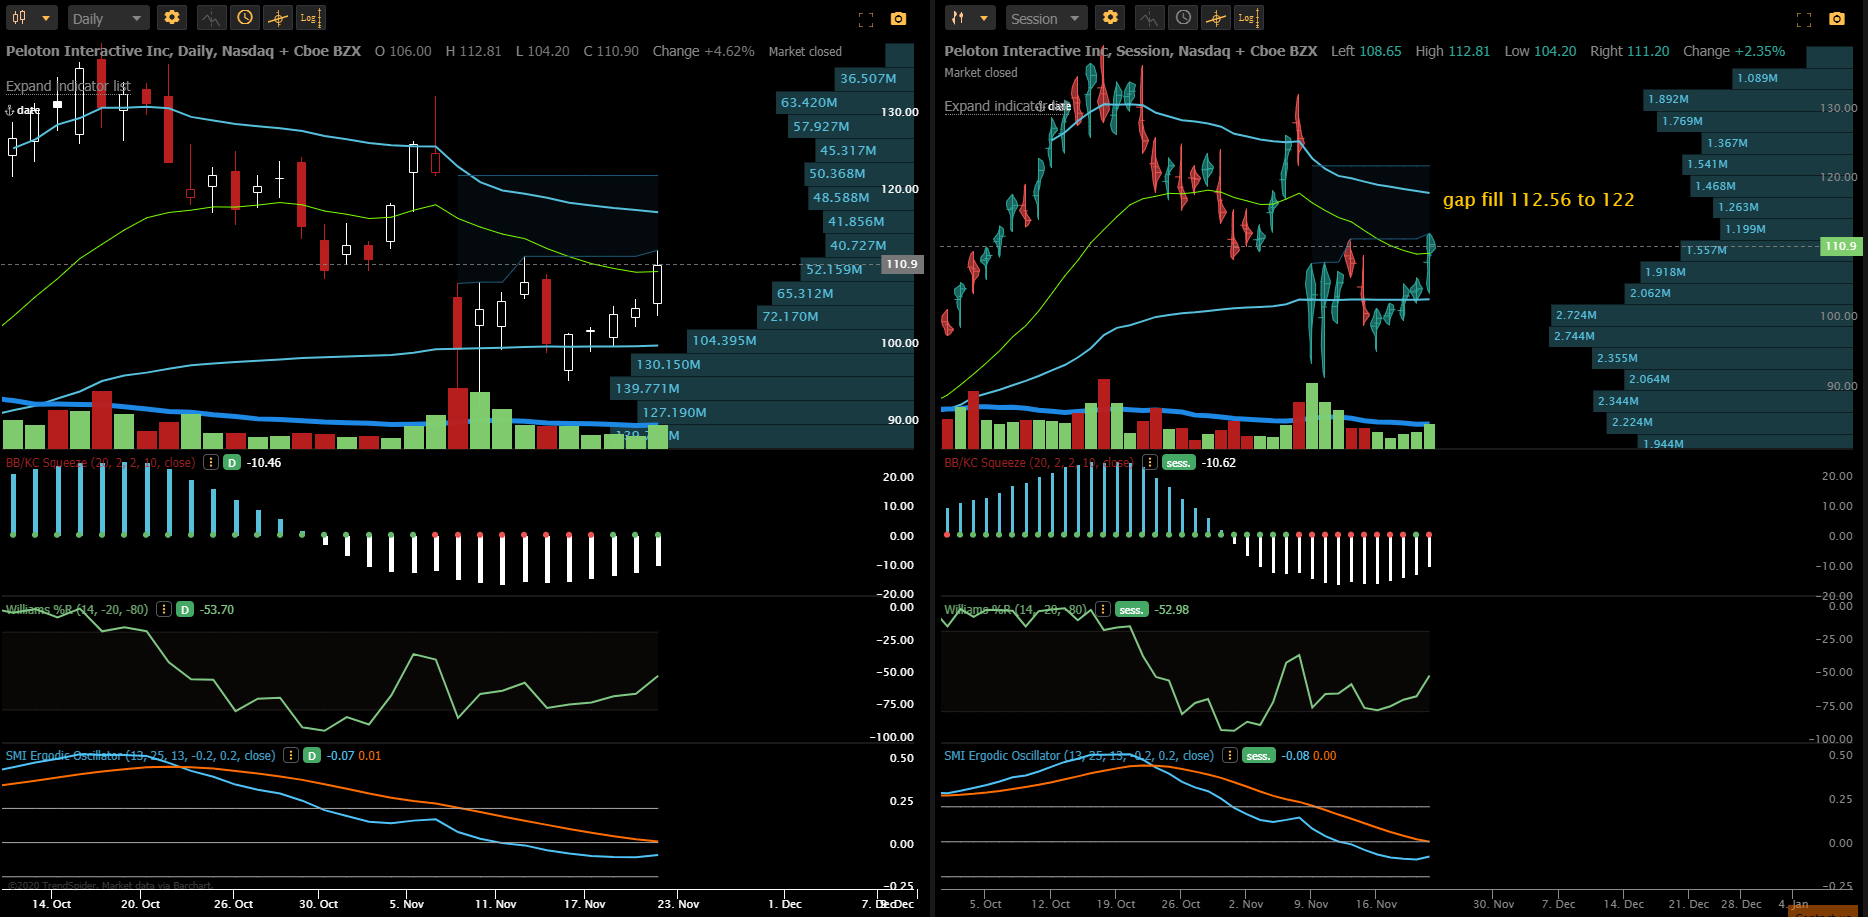 Daily
Log
Peloton Interactive Inc, Daily, Nasdaq + Cboe BZX O 106.00 H 112.81 L 104.20 C 110.90 Change +4.62% Market closed
Expand indicator list
date
36.507M
63.420M
57.927M
45.317M
50.368M
48.588M
41.856M
40.727M
52.159M
65.312M
72.170M
104.395M
130.150M
139.771M
127.190M
130.00
120.00
110.9
100.00
90.00
BB/KC Squeeze (20, 2, 2, 10, close) D -10.46
20.00
10.00
0.00
-10.00
-20.00
Williams %R (14, -20, -80) D -53.70
0.00
-25.00
-50.00
-75.00
-100.00
SMI Ergodic Oscillator (13, 25, 13, -0.2, 0.2, close) D -0.07 0.01
0.50
0.25
0.00
-0.25
©2020 TrendSpider. Market data via Barchart.
14. Oct 20. Oct 26. Oct 30. Oct 5. Nov 11. Nov 17. Nov 23. Nov 1. Dec 7. Dec
Session
Log
Peloton Interactive Inc, Session, Nasdaq + Cboe BZX Left 108.65 High 112.81 Low 104.20 Right 111.20 Change +2.35%
Market closed
Expand indicator list
date
1.089M
1.892M
1.769M
1.367M
1.541M
1.468M
1.263M
1.199M
1.557M
1.918M
2.062M
2.724M
2.744M
2.355M
2.064M
2.344M
2.224M
1.944M
gap fill 112.56 to 122
130.00
120.00
110.9
100.00
90.00
BB/KC Squeeze (20, 2, 2, 10, close) sess. -10.62
20.00
10.00
0.00
-10.00
-20.00
Williams %R (14, -20, -80) sess. -52.98
0.00
-25.00
-50.00
-75.00
-100.00
SMI Ergodic Oscillator (13, 25, 13, -0.2, 0.2, close) sess. -0.08 0.00
0.50
0.25
0.00
-0.25
5. Oct 12. Oct 19. Oct 26. Oct 2. Nov 9. Nov 16. Nov 30. Nov 7. Dec 14. Dec 21. Dec 28. Dec 4. Jan